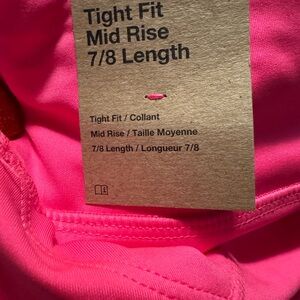 Tight Fit
Mid Rise
7/8 Length
Tight Fit / Collant
Mid Rise / Taille Moyenne
7/8 Length / Longueur 7/8